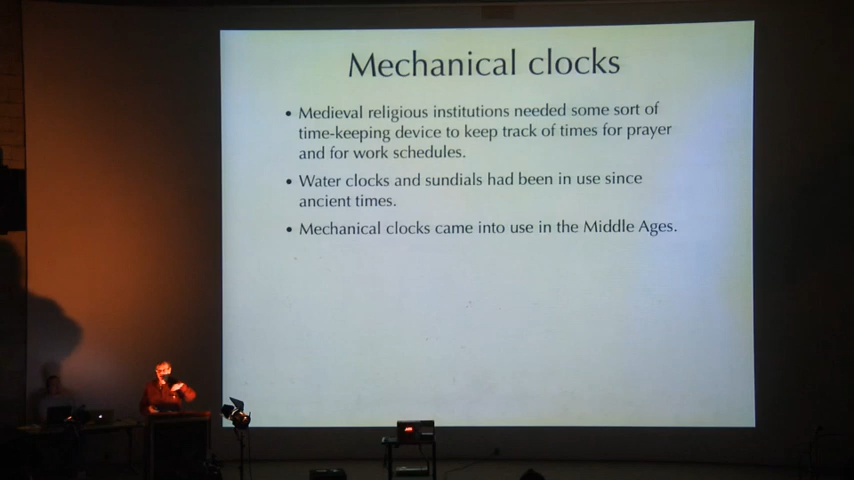 Mechanical clocks
• Medieval religious institutions needed some sort of
time-keeping device to keep track of times for prayer
and for work schedules.
• Water clocks and sundials had been in use since
ancient times.
• Mechanical clocks came into use in the Middle Ages.